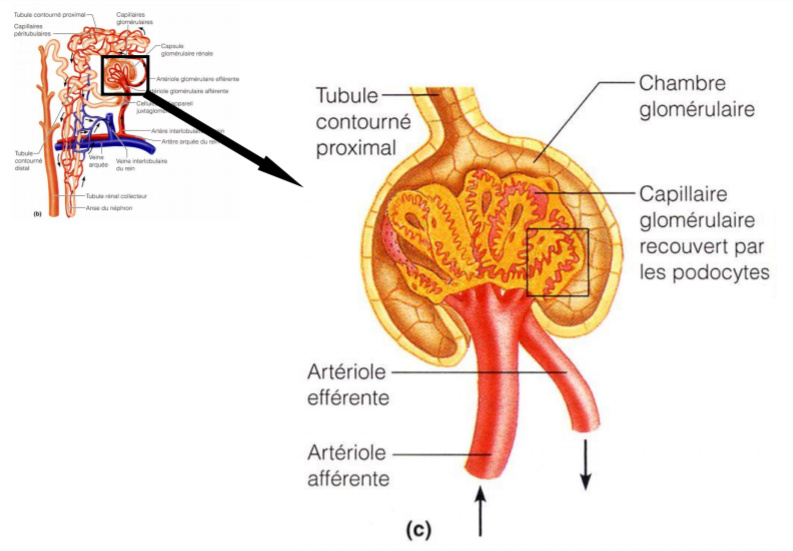 Tubule contourné proximal
Capillaires
glomérulaires
Capillaires
péritubulaires
Capsule
glomérulaire rénale
Artériole glomérulaire efférente
artériole glomérulaire afférente
Artère
Artère arquée du rein
Tubule
contourné
distal
Veine
arquée
Veine interlobulaire
du rein
Tubule rénal collecteur
Anse du néphron
(b)
Tubule
contourné
proximal
Chambre
glomérulaire
Capillaire
glomérulaire
recouvert par
les podocytes
Artériole
efférente
Artériole
afférente
(c)